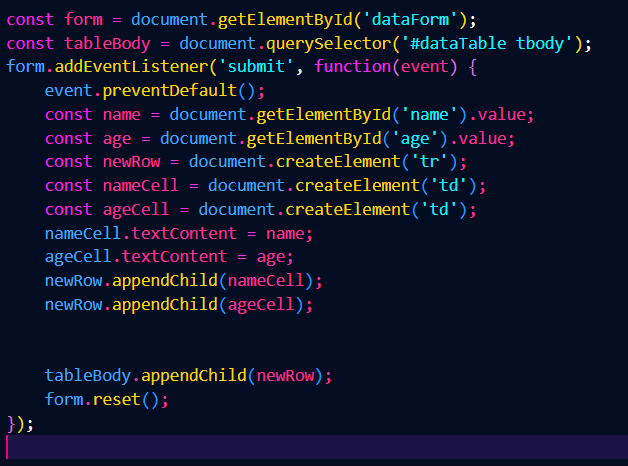 const form = document.getElementById('dataForm');
const tableBody = document.querySelector('#dataTable tbody');
form.addEventListener('submit', function(event) {
    event.preventDefault();
    const name = document.getElementById('name').value;
    const age = document.getElementById('age').value;
    const newRow = document.createElement('tr');
    const nameCell = document.createElement('td');
    const ageCell = document.createElement('td');
    nameCell.textContent = name;
    ageCell.textContent = age;
    newRow.appendChild(nameCell);
    newRow.appendChild(ageCell);
    tableBody.appendChild(newRow);
    form.reset();
});